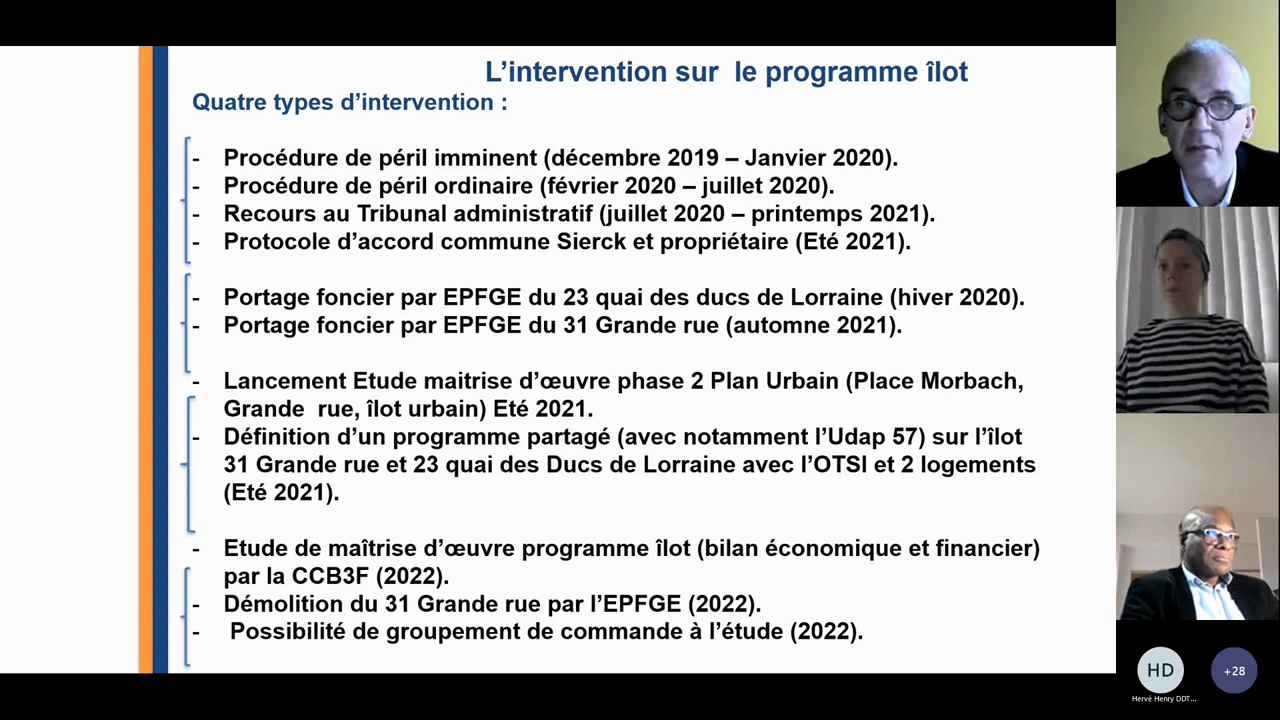 L’intervention sur  le programme îlot
Quatre types d’intervention :
- Procédure de péril imminent (décembre 2019 – Janvier 2020).
- Procédure de péril ordinaire (février 2020 – juillet 2020).
- Recours au Tribunal administratif (juillet 2020 – printemps 2021).
- Protocole d’accord commune Sierck et propriétaire (Eté 2021).
- Portage foncier par EPFGE du 23 quai des ducs de Lorraine (hiver 2020).
- Portage foncier par EPFGE du 31 Grande rue (automne 2021).
- Lancement Etude maitrise d’œuvre phase 2 Plan Urbain (Place Morbach,
Grande  rue, îlot urbain) Eté 2021.
- Définition d’un programme partagé (avec notamment l’Udap 57) sur l’îlot
31 Grande rue et 23 quai des Ducs de Lorraine avec l’OTSI et 2 logements
(Eté 2021).
- Etude de maîtrise d’œuvre programme îlot (bilan économique et financier)
par la CCB3F (2022).
- Démolition du 31 Grande rue par l’EPFGE (2022).
- Possibilité de groupement de commande à l’étude (2022).
HD
+28
Hervé Henry DDT...